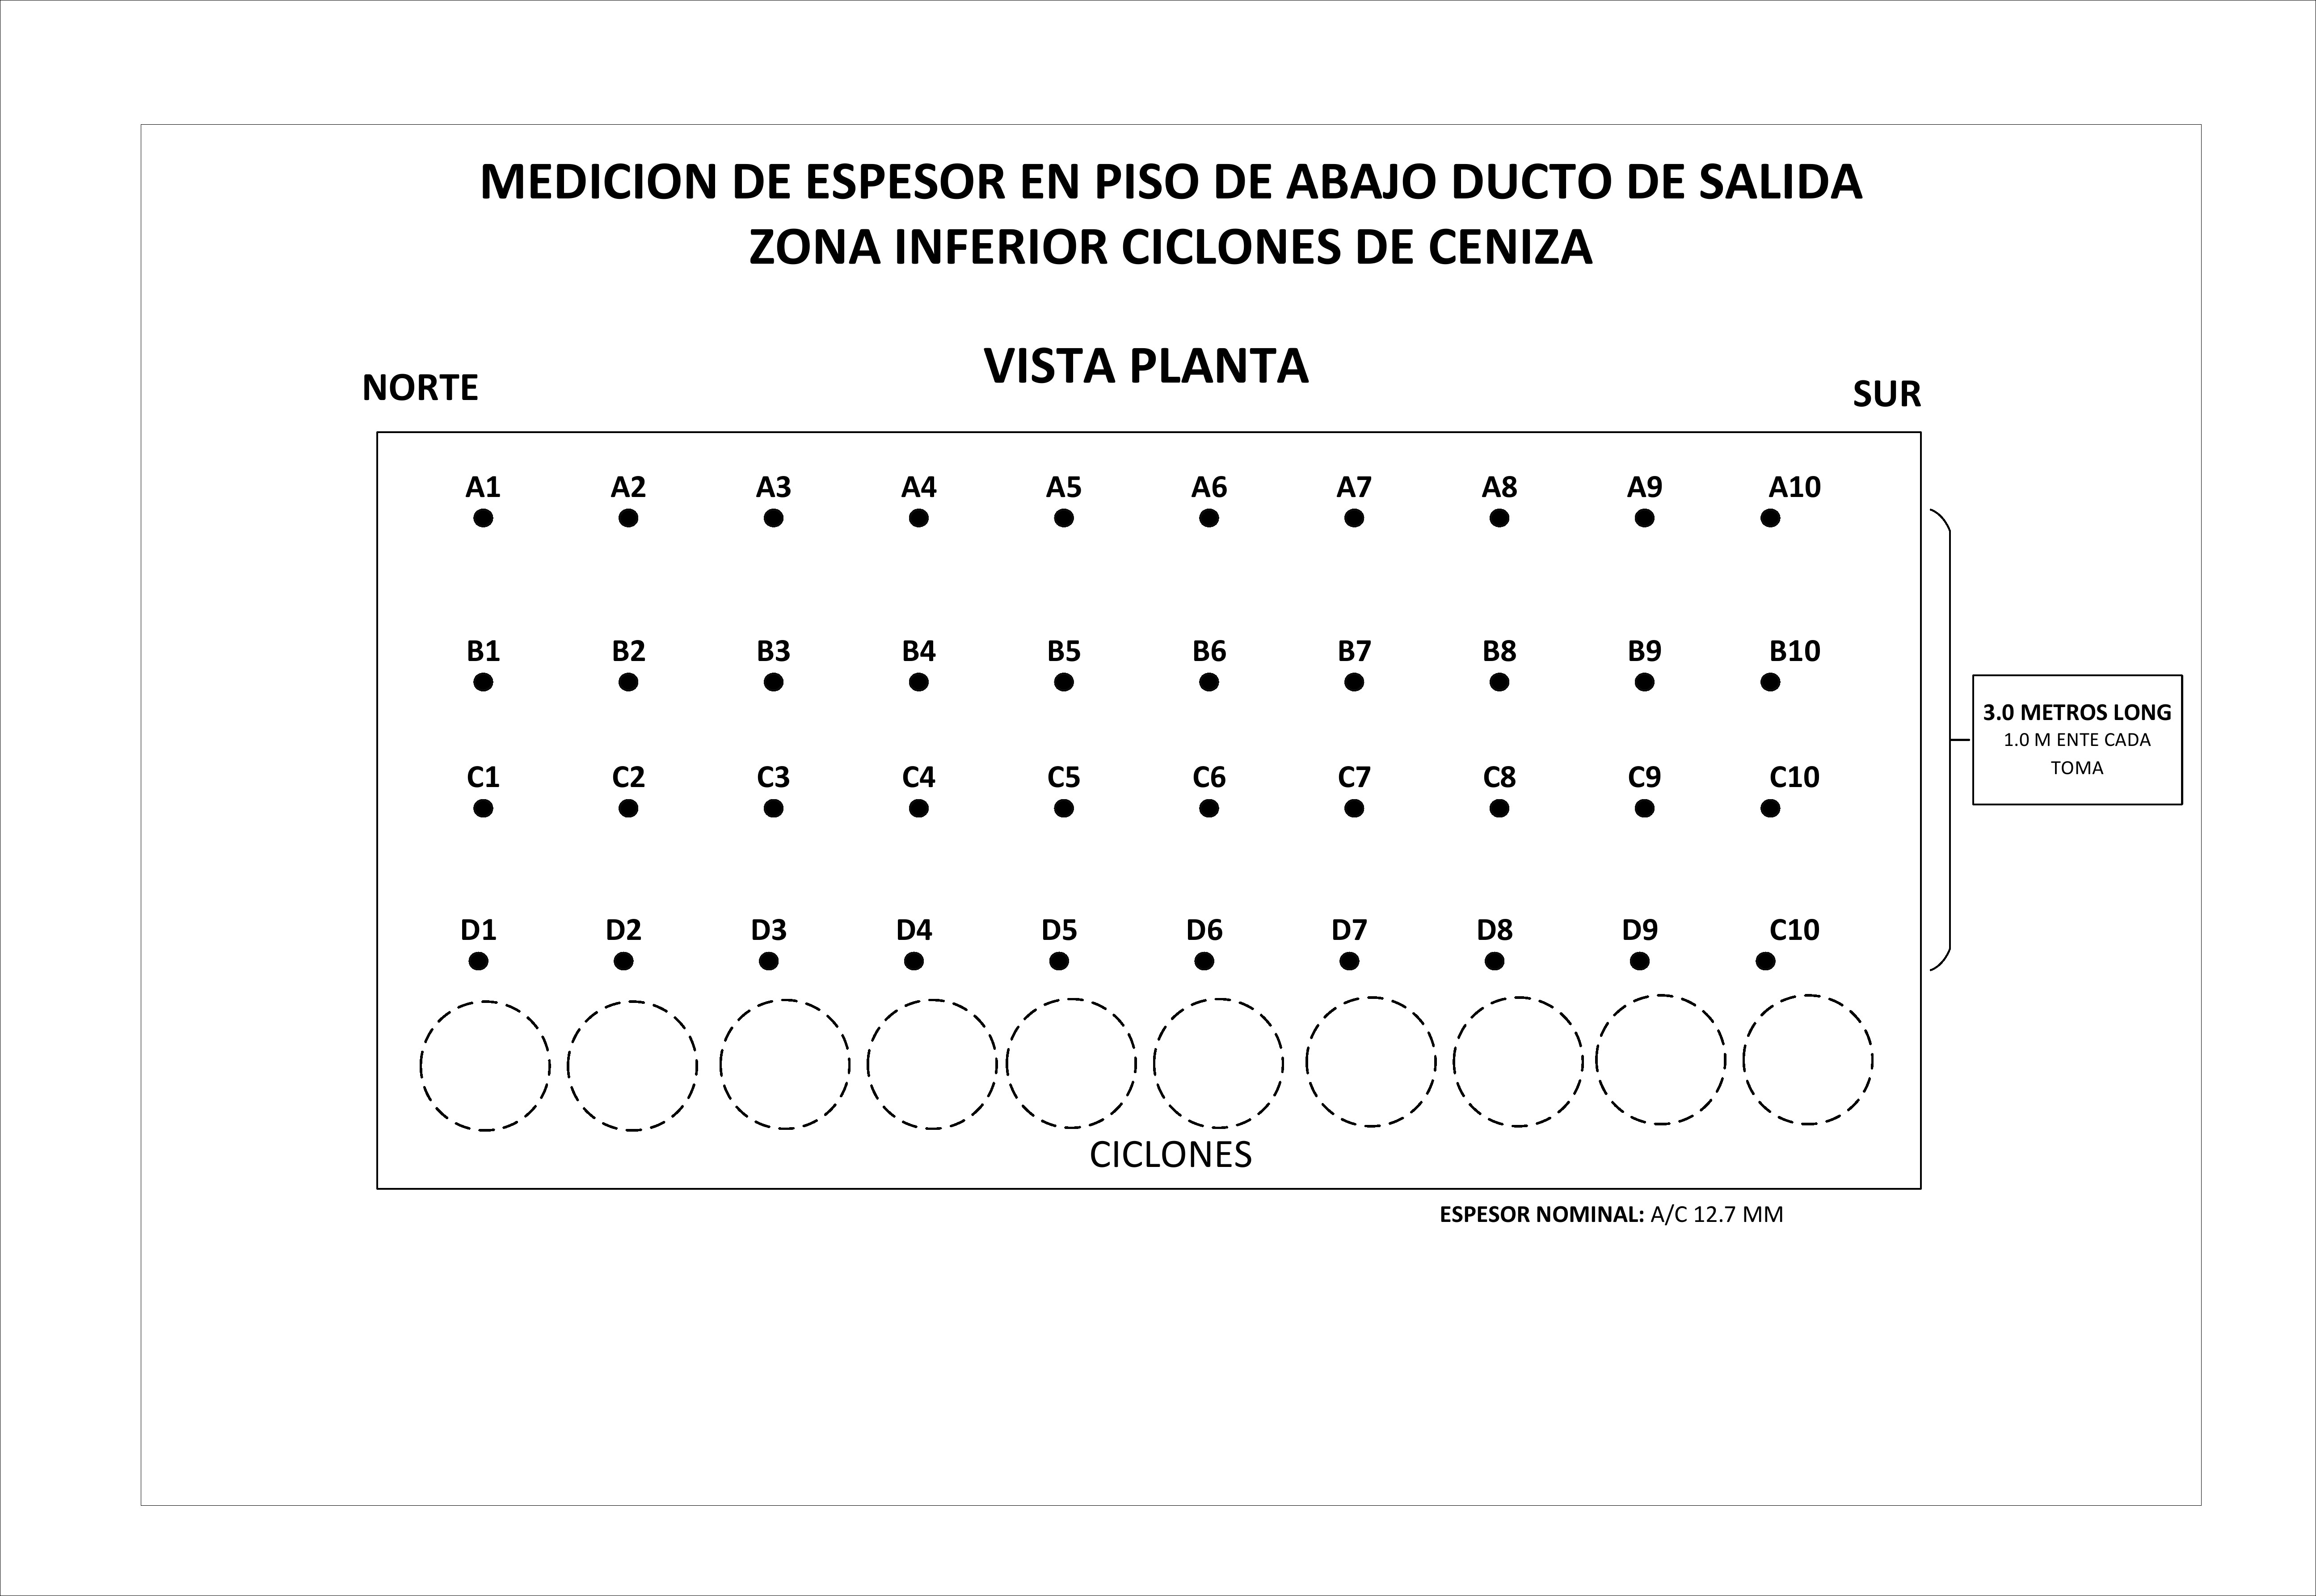 MEDICION DE ESPESOR EN PISO DE ABAJO DUCTO DE SALIDA
ZONA INFERIOR CICLONES DE CENIZA
VISTA PLANTA
NORTE
SUR
A1 A2 A3 A4 A5 A6 A7 A8 A9 A10
B1 B2 B3 B4 B5 B6 B7 B8 B9 B10
3.0 METROS LONG
1.0 M ENTE CADA
TOMA
C1 C2 C3 C4 C5 C6 C7 C8 C9 C10
D1 D2 D3 D4 D5 D6 D7 D8 D9 C10
CICLONES
ESPESOR NOMINAL: A/C 12.7 MM